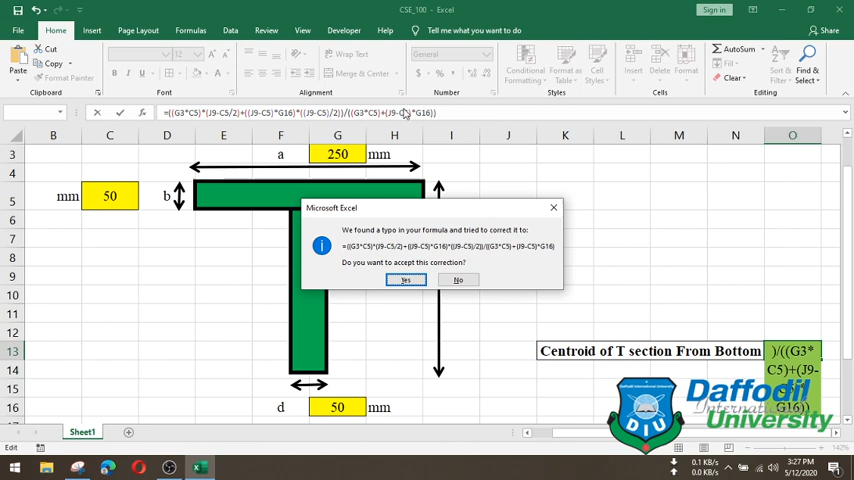 CSE_100 - Excel
Sign in
File
Home
Insert
Page Layout
Formulas
Data
Review
View
Developer
Help
Tell me what you want to do
Share
Paste
Cut
Copy
Format Painter
Clipboard
12
B I U
Font
Wrap Text
Merge & Center
Alignment
General
$ % ,
Number
Conditional Formatting
Format as Table
Cell Styles
Styles
Insert
Delete
Format
Cells
AutoSum
Clear
Find & Select
Editing
=((G3*C5)*(J9-C5/2)+((J9-C5)*G16)*((J9-C5)/2))/((G3*C5)+(J9-C5)*G16))
B C D E F G H I J K L M N O
3 a 250 mm
4
5 mm 50 b
6
7
8
9
10
11
12
13 Centroid of T section From Bottom )/((G3*
14 C5)+(J9-
15
16 d 50 mm G16))
Microsoft Excel
We found a typo in your formula and tried to correct it to:
=((G3*C5)*(J9-C5/2)+((J9-C5)*G16)*((J9-C5)/2))/((G3*C5)+(J9-C5)*G16)
Do you want to accept this correction?
Yes
No
DIU
Daffodil
International
University
Sheet1
Edit
142%
0.1 KB/s
0.0 KB/s
3:27 PM
5/12/2020